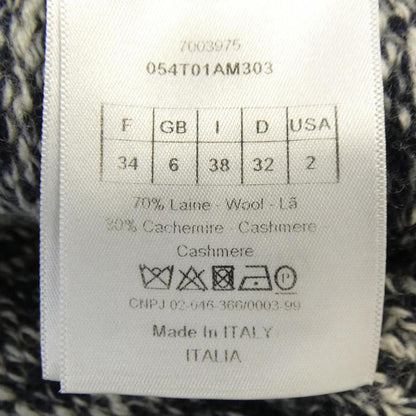 7003975
054T01AM303
F GB I D USA
34 6 38 32 2
70% Laine - Wool - Lã
30% Cachemire - Cashmere
Cashmere
P
CNPJ 02-046-366/0003-99
Made In ITALY
ITALIA